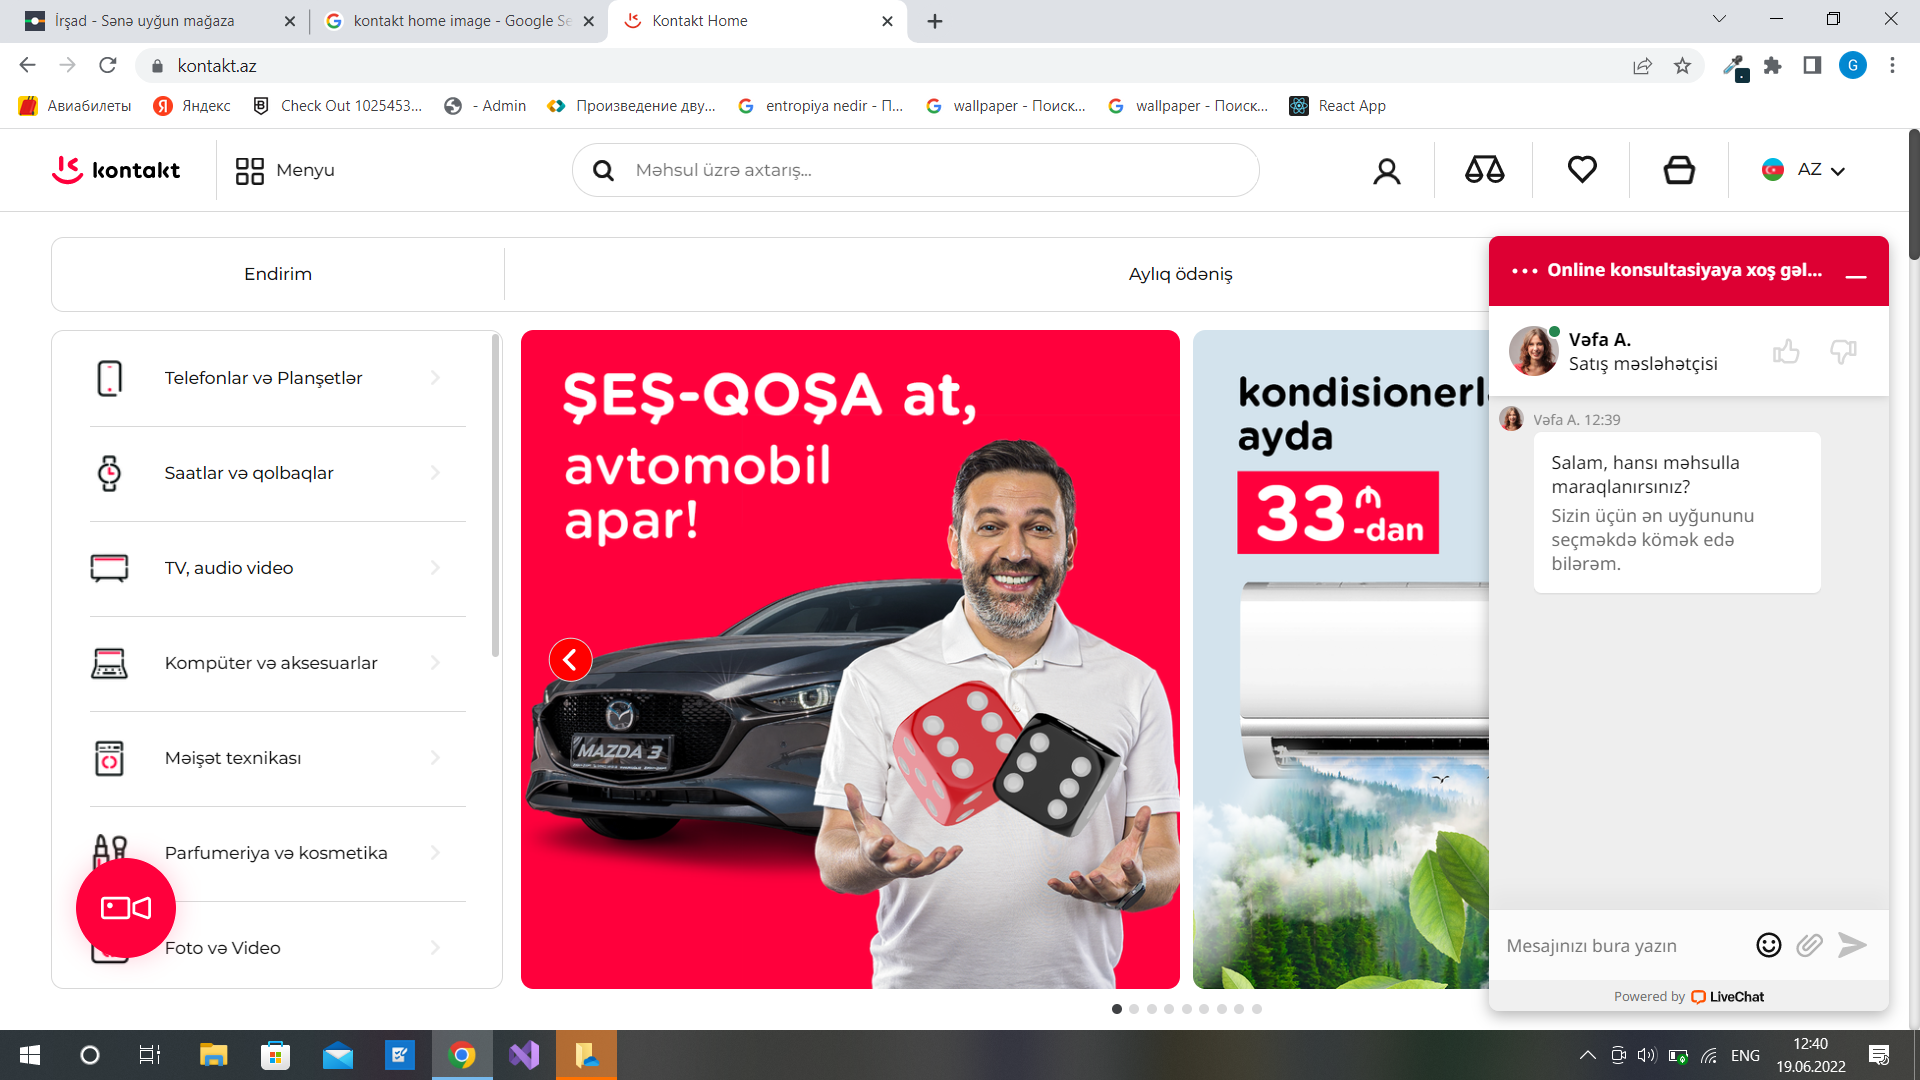 İrşad - Sənə uyğun mağaza
kontakt home image - Google Se
Kontakt Home
kontakt.az
G
Авиабилеты
Яндекс
Check Out 1025453...
- Admin
Произведение дву...
entropiya nedir - П...
wallpaper - Поиск...
wallpaper - Поиск...
React App
kontakt
Menyu
Məhsul üzrə axtarış...
AZ
Endirim
Aylıq ödəniş
Telefonlar və Planşetlər
Saatlar və qolbaqlar
TV, audio video
Kompüter və aksesuarlar
Məişət texnikası
Parfumeriya və kosmetika
Foto və Video
ŞEŞ-QOŞA at,
avtomobil
apar!
MAZDA 3
kondisionerl
ayda
33 ₼
-dan
Online konsultasiyaya xoş gəl...
Vəfa A.
Satış məsləhətçisi
Vəfa A. 12:39
Salam, hansı məhsulla
maraqlanırsınız?
Sizin üçün ən uyğununu
seçməkdə kömək edə
bilərəm.
Mesajınızı bura yazın
Powered by LiveChat
ENG
12:40
19.06.2022